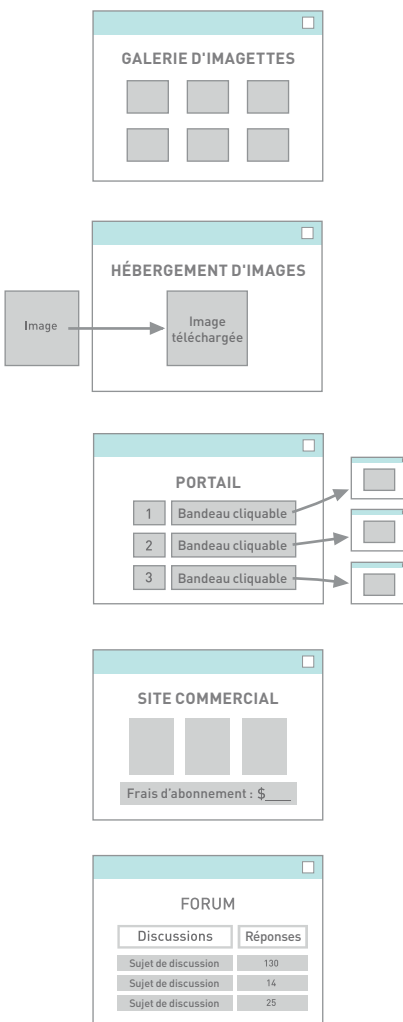 GALERIE D'IMAGETTES
HÉBERGEMENT D'IMAGES
Image
Image
téléchargée
PORTAIL
1 Bandeau cliquable
2 Bandeau cliquable
3 Bandeau cliquable
SITE COMMERCIAL
Frais d'abonnement : $____
FORUM
Discussions Réponses
Sujet de discussion 130
Sujet de discussion 14
Sujet de discussion 25